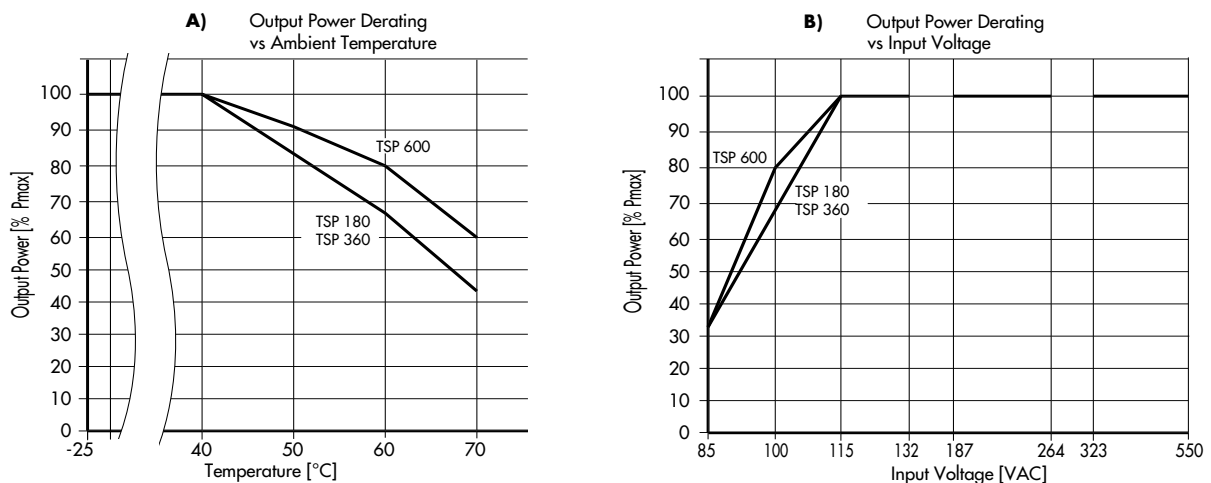 A) Output Power Derating
vs Ambient Temperature
Output Power [% Pmax]
100
90
80
70
60
50
40
30
20
10
0
TSP 600
TSP 180
TSP 360
-25 40 50 60 70
Temperature [°C]
B) Output Power Derating
vs Input Voltage
Output Power [% Pmax]
100
90
80
70
60
50
40
30
20
10
0
TSP 600
TSP 180
TSP 360
85 100 115 132 187 264 323 550
Input Voltage [VAC]